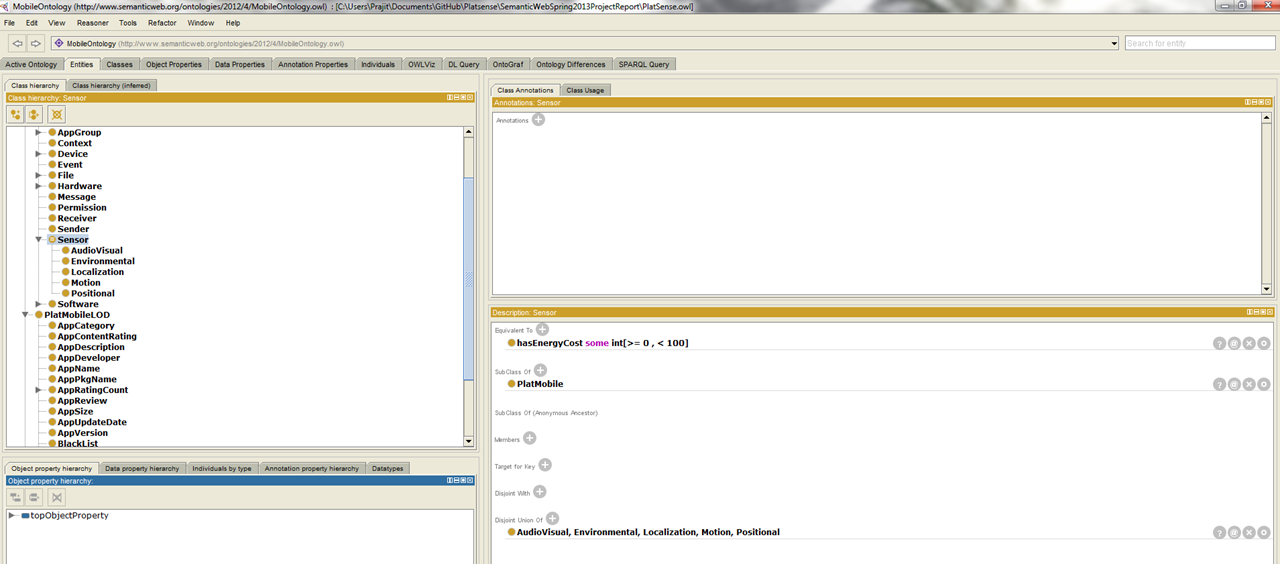 MobileOntology (http://www.semanticweb.org/ontologies/2012/4/MobileOntology.owl) : [C:\Users\Prajit\Documents\GitHub\Platsense\SemanticWebSpring2013ProjectReport\PlatSense.owl]
File Edit View Reasoner Tools Refactor Window Help
MobileOntology (http://www.semanticweb.org/ontologies/2012/4/MobileOntology.owl) Search for entity
Active Ontology Entities Classes Object Properties Data Properties Annotation Properties Individuals OWLViz DL Query OntoGraf Ontology Differences SPARQL Query
Class hierarchy Class hierarchy (inferred)
Class hierarchy: Sensor
AppGroup
Context
Device
Event
File
Hardware
Message
Permission
Receiver
Sender
Sensor
AudioVisual
Environmental
Localization
Motion
Positional
Software
PlatMobileLOD
AppCategory
AppContentRating
AppDescription
AppDeveloper
AppName
AppPkgName
AppRatingCount
AppReview
AppSize
AppUpdateDate
AppVersion
BlackList
Object property hierarchy Data property hierarchy Individuals by type Annotation property hierarchy Datatypes
Object property hierarchy:
topObjectProperty
Class Annotations Class Usage
Annotations: Sensor
Annotations
Description: Sensor
Equivalent To
hasEnergyCost some int[>= 0 , < 100]
SubClass Of
PlatMobile
SubClass Of (Anonymous Ancestor)
Members
Target for Key
Disjoint With
Disjoint Union Of
AudioVisual, Environmental, Localization, Motion, Positional